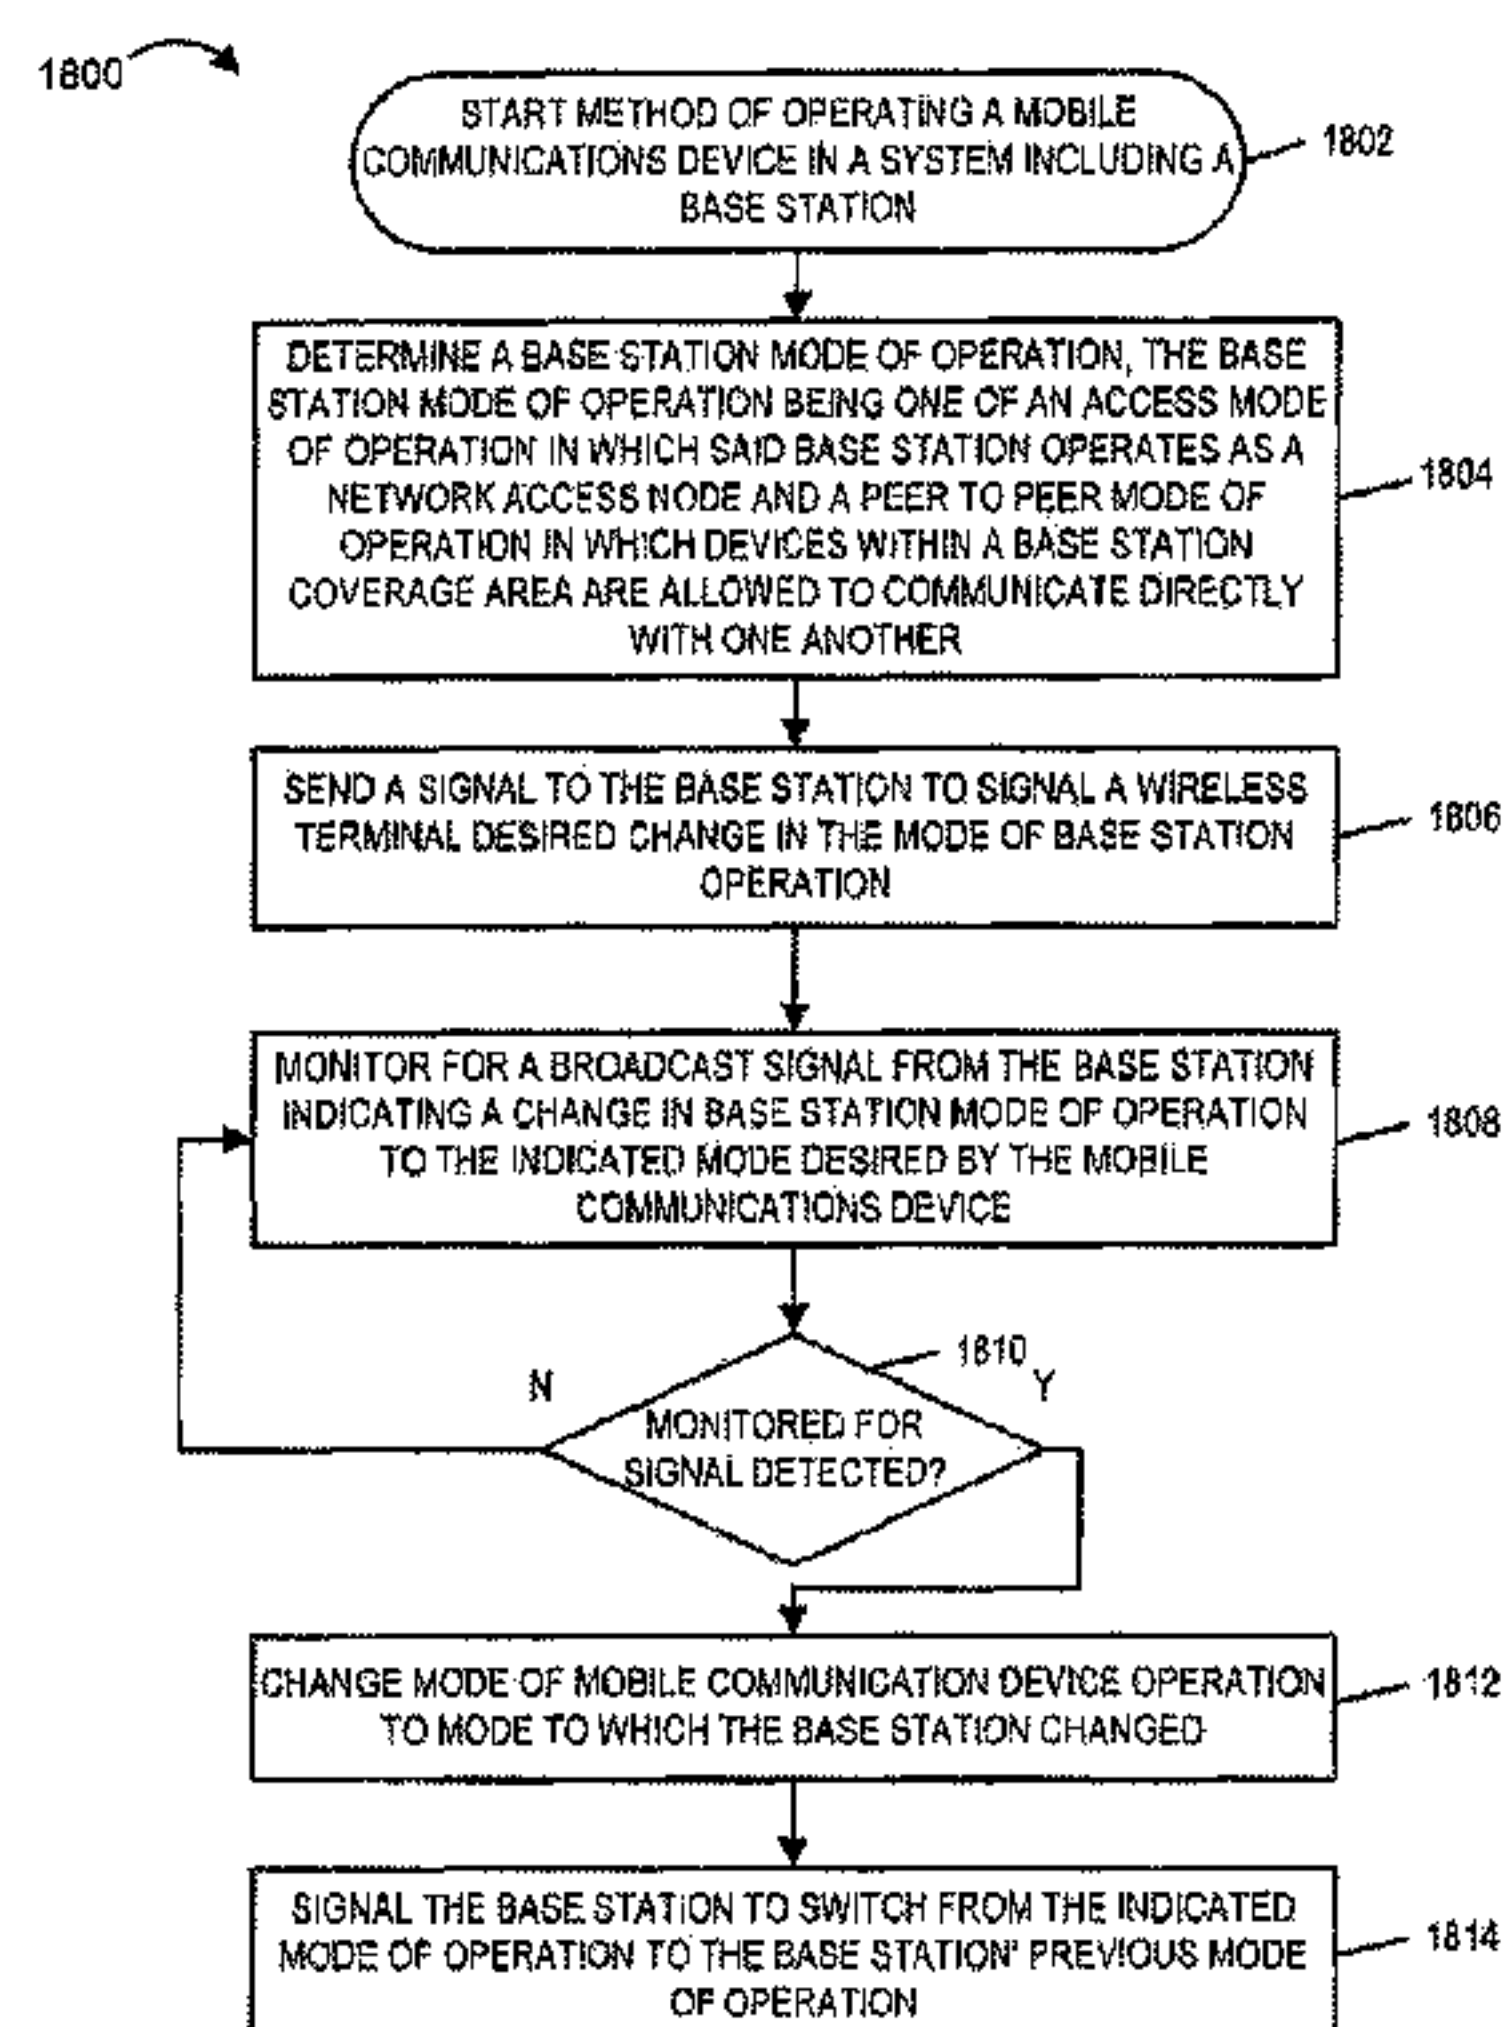 1800
START METHOD OF OPERATING A MOBILE
COMMUNICATIONS DEVICE IN A SYSTEM INCLUDING A
BASE STATION
1802
DETERMINE A BASE STATION MODE OF OPERATION, THE BASE
STATION MODE OF OPERATION BEING ONE OF AN ACCESS MODE
OF OPERATION IN WHICH SAID BASE STATION OPERATES AS A
NETWORK ACCESS NODE AND A PEER TO PEER MODE OF
OPERATION IN WHICH DEVICES WITHIN A BASE STATION
COVERAGE AREA ARE ALLOWED TO COMMUNICATE DIRECTLY
WITH ONE ANOTHER
1804
SEND A SIGNAL TO THE BASE STATION TO SIGNAL A WIRELESS
TERMINAL DESIRED CHANGE IN THE MODE OF BASE STATION
OPERATION
1806
MONITOR FOR A BROADCAST SIGNAL FROM THE BASE STATION
INDICATING A CHANGE IN BASE STATION MODE OF OPERATION
TO THE INDICATED MODE DESIRED BY THE MOBILE
COMMUNICATIONS DEVICE
1808
1810
N
Y
MONITORED FOR
SIGNAL DETECTED?
CHANGE MODE OF MOBILE COMMUNICATION DEVICE OPERATION
TO MODE TO WHICH THE BASE STATION CHANGED
1812
SIGNAL THE BASE STATION TO SWITCH FROM THE INDICATED
MODE OF OPERATION TO THE BASE STATION' PREVIOUS MODE
OF OPERATION
1814